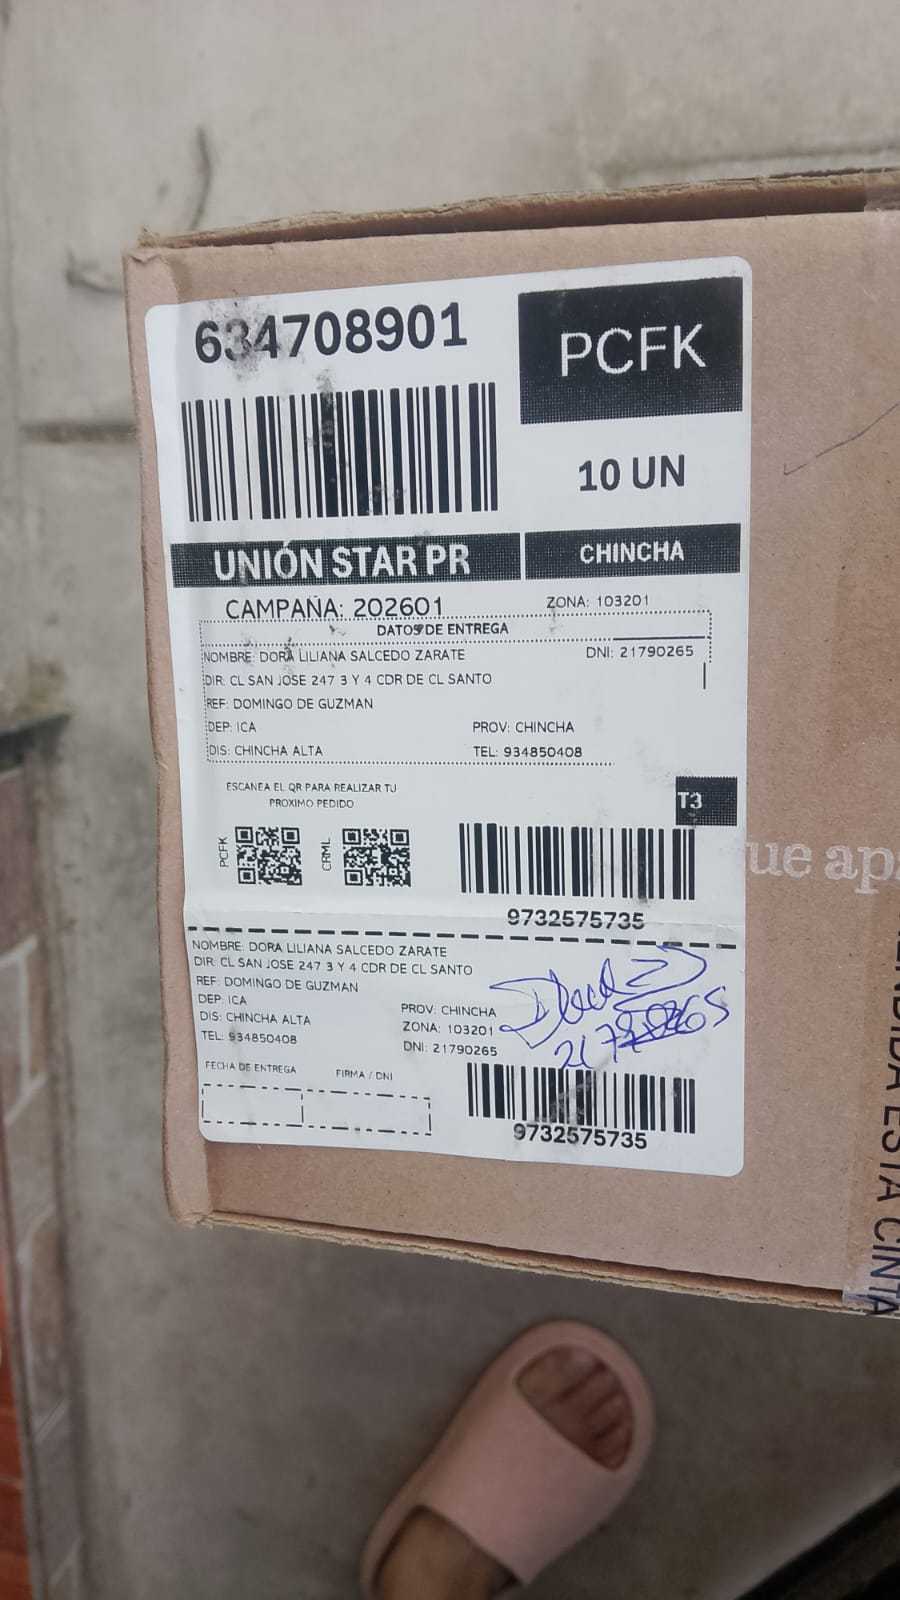 634708901
PCFK
10 UN
UNIÓN STAR PR
CHINCHA
CAMPAÑA: 202601
ZONA: 103201
DATOS DE ENTREGA
NOMBRE: DORA LILIANA SALCEDO ZARATE
DNI: 21790265
DIR: CL SAN JOSE 247 3 Y 4 CDR DE CL SANTO
REF: DOMINGO DE GUZMAN
DEP: ICA
PROV: CHINCHA
DIS: CHINCHA ALTA
TEL: 934850408
ESCANEA EL QR PARA REALIZAR TU
PROXIMO PEDIDO
T3
PCFK
CRML
9732575735
ue apa
NOMBRE: DORA LILIANA SALCEDO ZARATE
DIR: CL SAN JOSE 247 3 Y 4 CDR DE CL SANTO
REF: DOMINGO DE GUZMAN
DEP: ICA
PROV: CHINCHA
DIS: CHINCHA ALTA
ZONA: 103201
TEL: 934850408
DNI: 21790265
FECHA DE ENTREGA
FIRMA / DNI
9732575735
ESTA CINTA